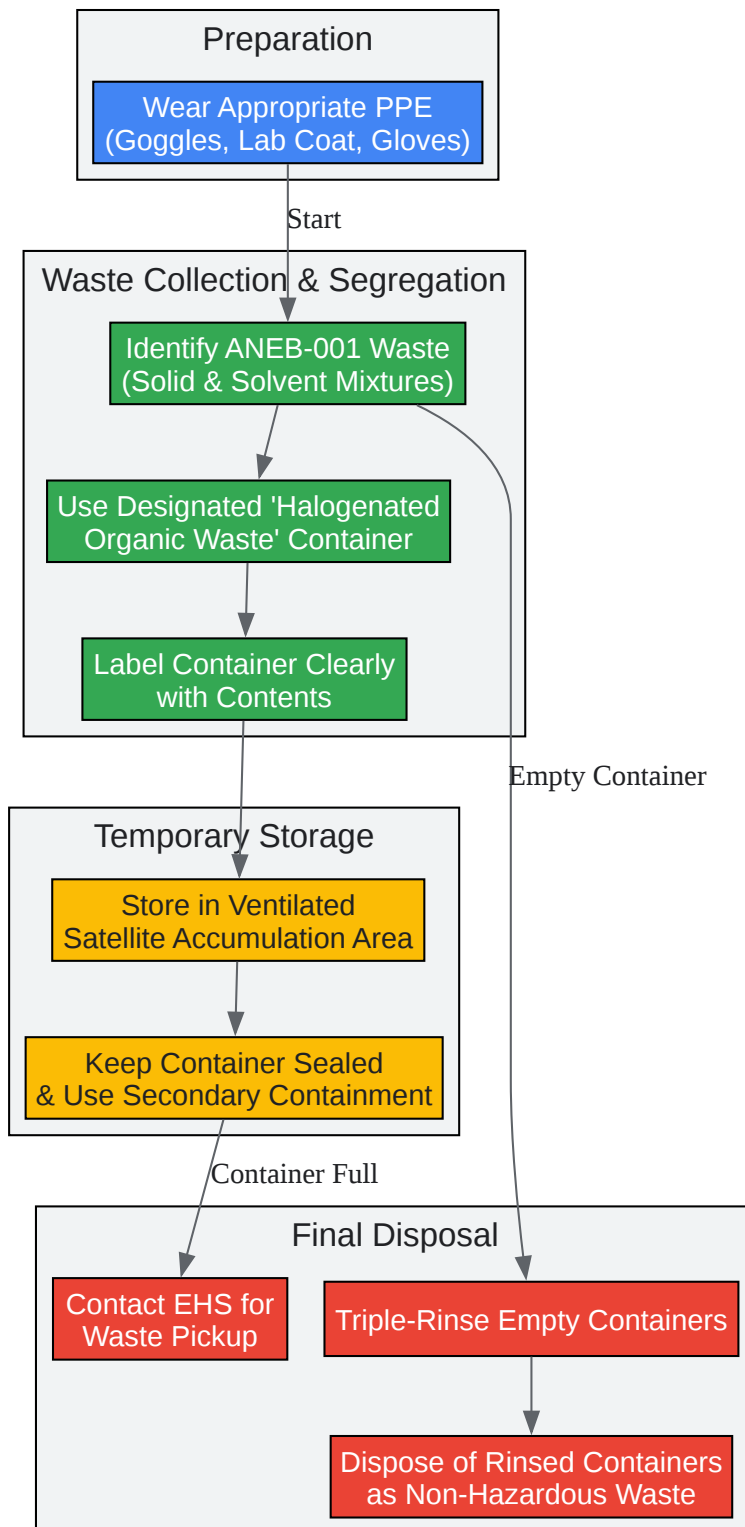 Preparation
Wear Appropriate PPE
(Goggles, Lab Coat, Gloves)
Start
Waste Collection & Segregation
Identify ANEB-001 Waste
(Solid & Solvent Mixtures)
Use Designated 'Halogenated
Organic Waste' Container
Label Container Clearly
with Contents
Empty Container
Temporary Storage
Store in Ventilated
Satellite Accumulation Area
Keep Container Sealed
& Use Secondary Containment
Container Full
Final Disposal
Contact EHS for
Waste Pickup
Triple-Rinse Empty Containers
Dispose of Rinsed Containers
as Non-Hazardous Waste